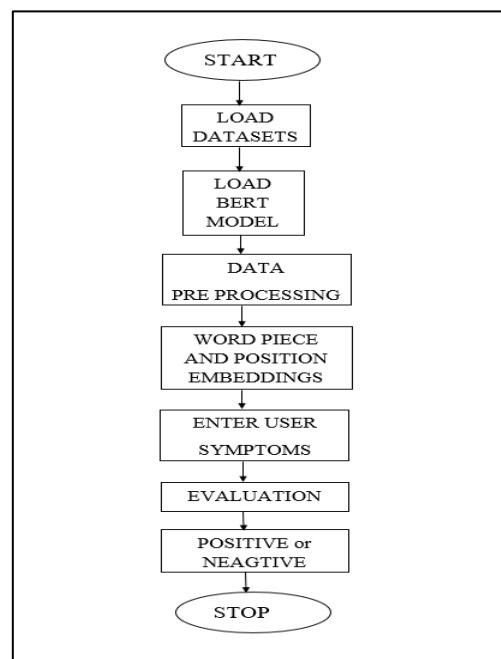 START
LOAD
DATASETS
LOAD
BERT
MODEL
DATA
PRE PROCESSING
WORD PIECE
AND POSITION
EMBEDDINGS
ENTER USER
SYMPTOMS
EVALUATION
POSITIVE or
NEAGTIVE
STOP